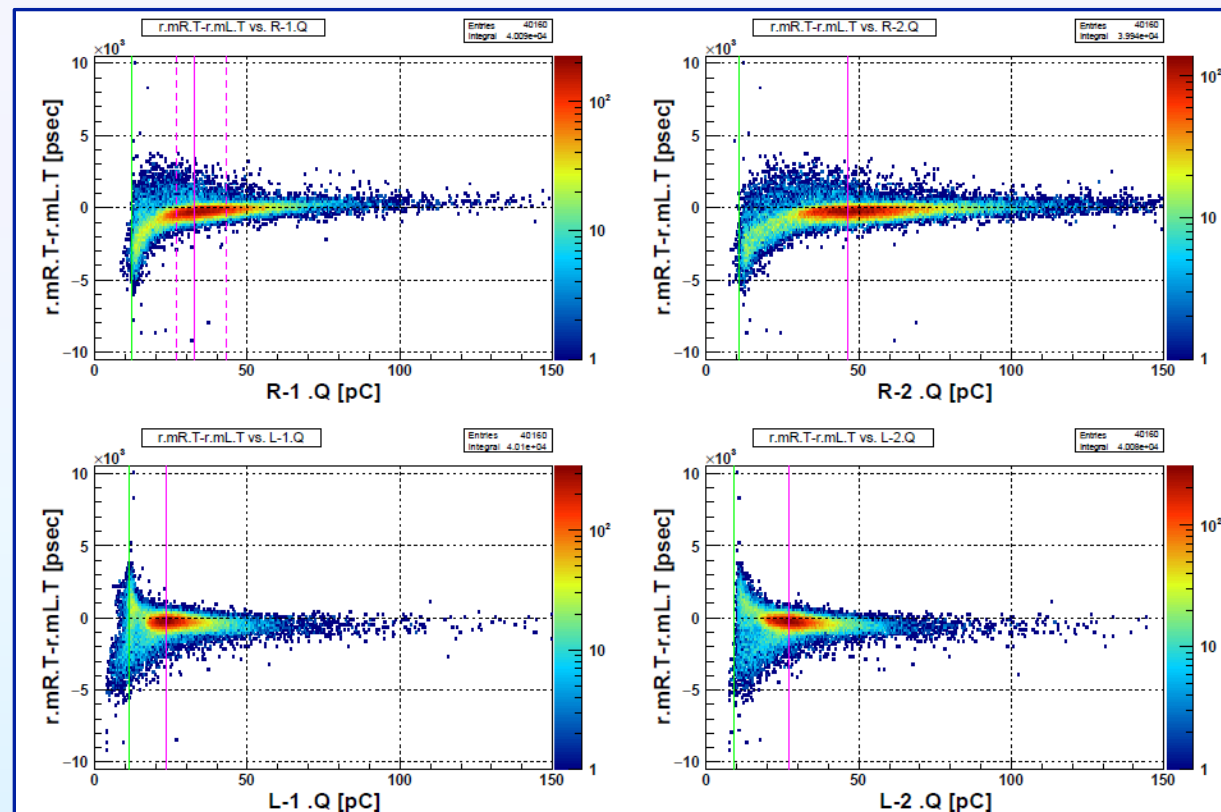 r.mR.T-r.mL.T vs. R-1.Q
Entries 40160
Integral 4.009e+04
×10³
r.mR.T-r.mL.T [psec]
10
5
0
−5
−10
0 50 100 150
R-1 .Q [pC]
10²
10
1
r.mR.T-r.mL.T vs. R-2.Q
Entries 40160
Integral 3.994e+04
×10³
r.mR.T-r.mL.T [psec]
10
5
0
−5
−10
0 50 100 150
R-2 .Q [pC]
10²
10
1
r.mR.T-r.mL.T vs. L-1.Q
Entries 40160
Integral 4.01e+04
×10³
r.mR.T-r.mL.T [psec]
10
5
0
−5
−10
0 50 100 150
L-1 .Q [pC]
10²
10
1
r.mR.T-r.mL.T vs. L-2.Q
Entries 40160
Integral 4.008e+04
×10³
r.mR.T-r.mL.T [psec]
10
5
0
−5
−10
0 50 100 150
L-2 .Q [pC]
10²
10
1